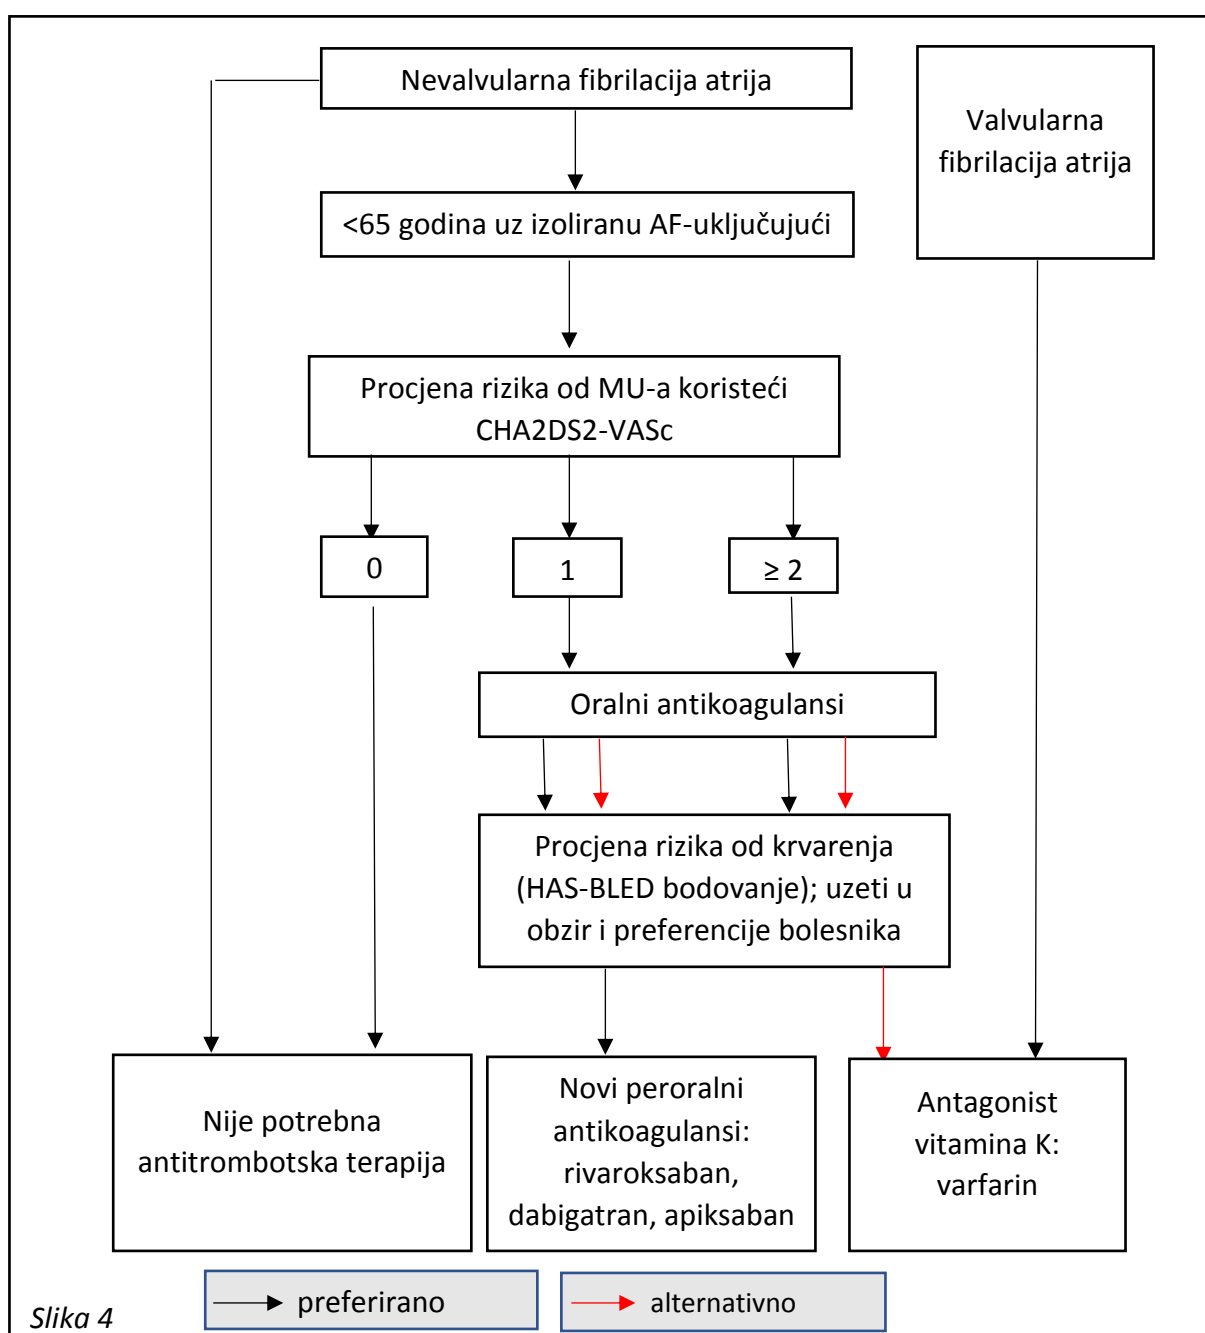 Nevalvularna fibrilacija atrija
Valvularna
fibrilacija atrija
<65 godina uz izoliranu AF-uključujući
Procjena rizika od MU-a koristeći
CHA2DS2-VASc
0
1
≥ 2
Oralni antikoagulansi
Procjena rizika od krvarenja
(HAS-BLED bodovanje); uzeti u
obzir i preferencije bolesnika
Nije potrebna
antitrombotska terapija
Novi peroralni
antikoagulansi:
rivaroksaban,
dabigatran, apiksaban
Antagonist
vitamina K:
varfarin
preferirano
alternativno
Slika 4